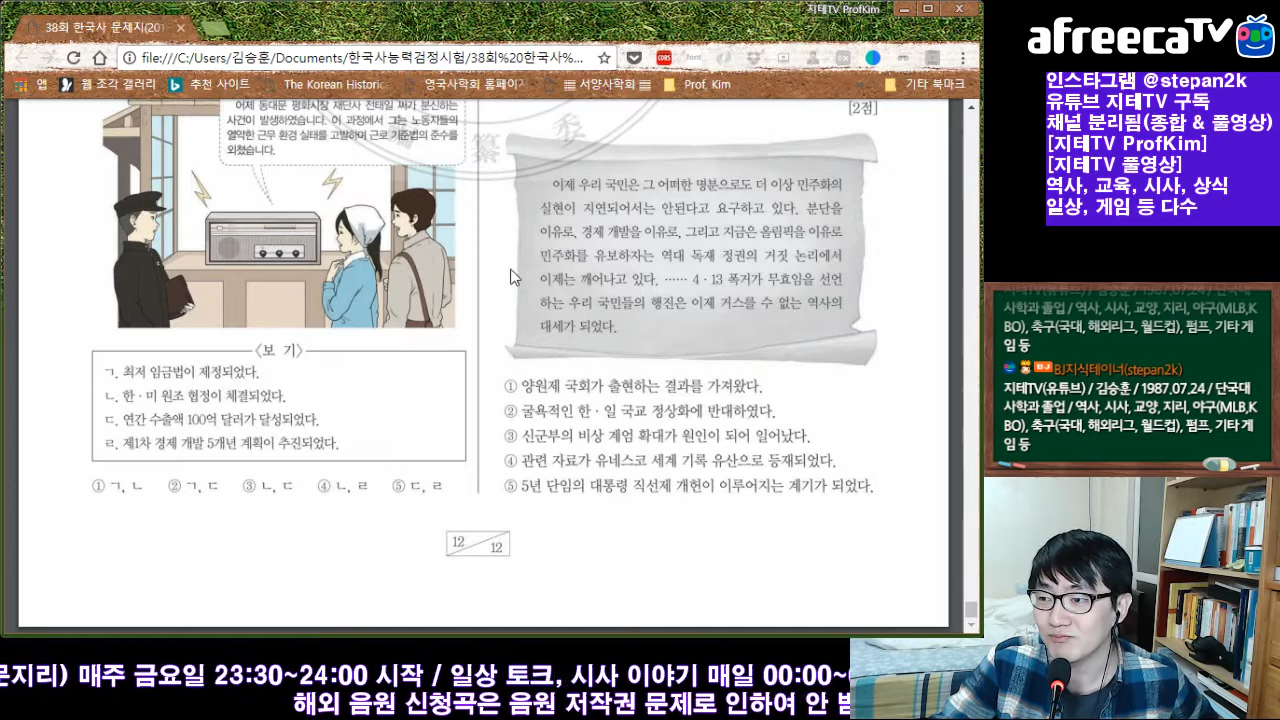 지테TV ProfKim
38회 한국사 문제지(201
file:///C:/Users/김승훈/Documents/한국사능력검정시험/38회%20한국사%...
앱
웹 조각 갤러리
추천 사이트
The Korean Historic
영국사학회 홈페이지
서양사학회
Prof. Kim
기타 북마크
어제 동대문 평화시장 재단사 전태일 씨가 분신하는
사건이 발생하였습니다. 이 과정에서 그는 노동자들의
열악한 근무 환경 실태를 고발하며 근로 기준법의 준수를
외쳤습니다.
〈보 기〉
ㄱ. 최저 임금법이 제정되었다.
ㄴ. 한·미 원조 협정이 체결되었다.
ㄷ. 연간 수출액 100억 달러가 달성되었다.
ㄹ. 제1차 경제 개발 5개년 계획이 추진되었다.
① ㄱ, ㄴ ② ㄱ, ㄷ ③ ㄴ, ㄷ ④ ㄴ, ㄹ ⑤ ㄷ, ㄹ
[2점]
이제 우리 국민은 그 어떠한 명분으로도 더 이상 민주화의
실현이 지연되어서는 안된다고 요구하고 있다. 분단을
이유로, 경제 개발을 이유로, 그리고 지금은 올림픽을 이유로
민주화를 유보하자는 역대 독재 정권의 거짓 논리에서
이제는 깨어나고 있다. …… 4·13 폭거가 무효임을 선언
하는 우리 국민들의 행진은 이제 거스를 수 없는 역사의
대세가 되었다.
① 양원제 국회가 출현하는 결과를 가져왔다.
② 굴욕적인 한·일 국교 정상화에 반대하였다.
③ 신군부의 비상 계엄 확대가 원인이 되어 일어났다.
④ 관련 자료가 유네스코 세계 기록 유산으로 등재되었다.
⑤ 5년 단임의 대통령 직선제 개헌이 이루어지는 계기가 되었다.
12
12
afreecaTV
인스타그램 @stepan2k
유튜브 지테TV 구독
채널 분리됨(종합 & 풀영상)
[지테TV ProfKim]
[지테TV 풀영상]
역사, 교육, 시사, 상식
일상, 게임 등 다수
지테TV(유튜브) / 김승훈 / 1987.07.24 / 단국대
사학과 졸업 / 역사, 시사, 교양, 지리, 야구(MLB,K
BO), 축구(국대, 해외리그, 월드컵), 펌프, 기타 게
임 등
BJ지식테이너(stepan2k)
지테TV(유튜브) / 김승훈 / 1987.07.24 / 단국대
사학과 졸업 / 역사, 시사, 교양, 지리, 야구(MLB,K
BO), 축구(국대, 해외리그, 월드컵), 펌프, 기타 게
임 등
문지리) 매주 금요일 23:30~24:00 시작 / 일상 토크, 시사 이야기 매일 00:00~
해외 음원 신청곡은 음원 저작권 문제로 인하여 안